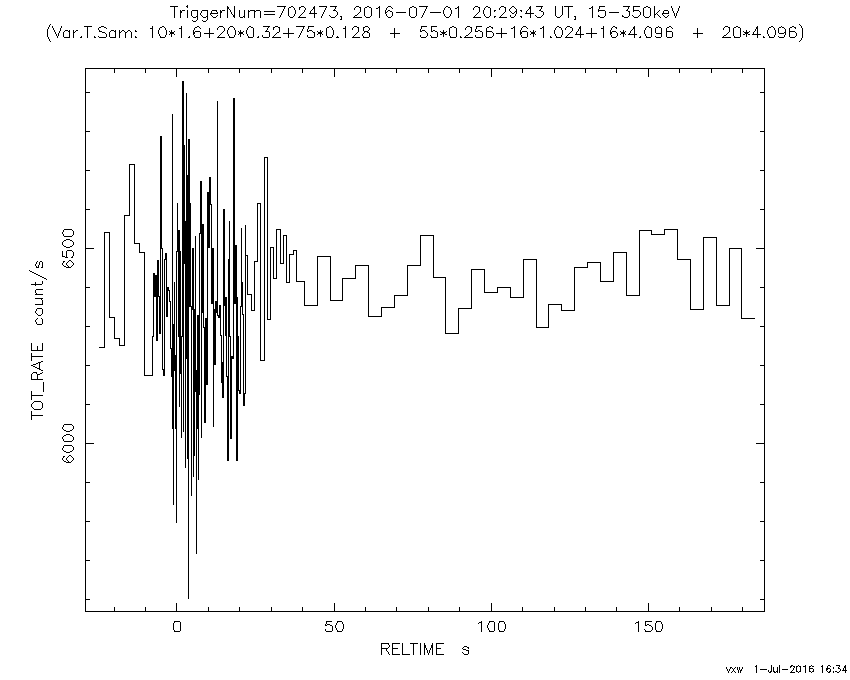 TriggerNum=702473, 2016-07-01 20:29:43 UT, 15-350keV
(Var.T.Sam: 10*1.6+20*0.32+75*0.128 + 55*0.256+16*1.024+16*4.096 + 20*4.096)
TOT_RATE count/s
6500
6000
0 50 100 150
RELTIME s
vxw 1-Jul-2016 16:34